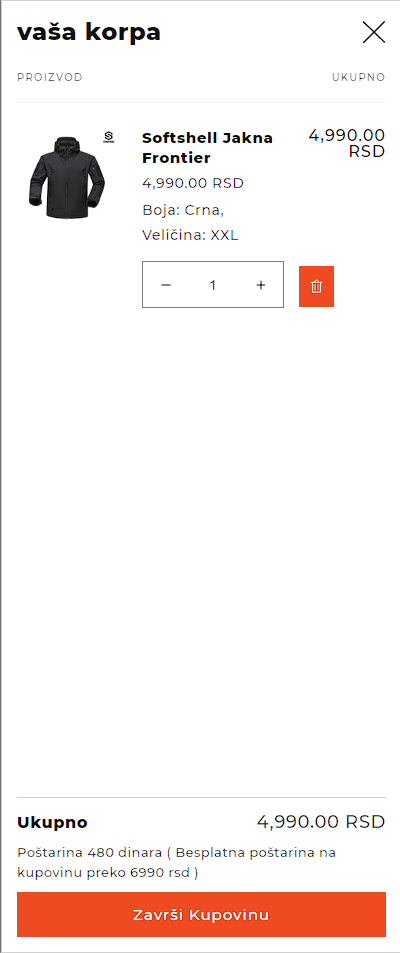 vaša korpa
PROIZVOD UKUPNO
Softshell Jakna
Frontier
4,990.00
RSD
4,990.00 RSD
Boja: Crna,
Veličina: XXL
− 1 +
Ukupno 4,990.00 RSD
Poštarina 480 dinara ( Besplatna poštarina na
kupovinu preko 6990 rsd )
Završi Kupovinu